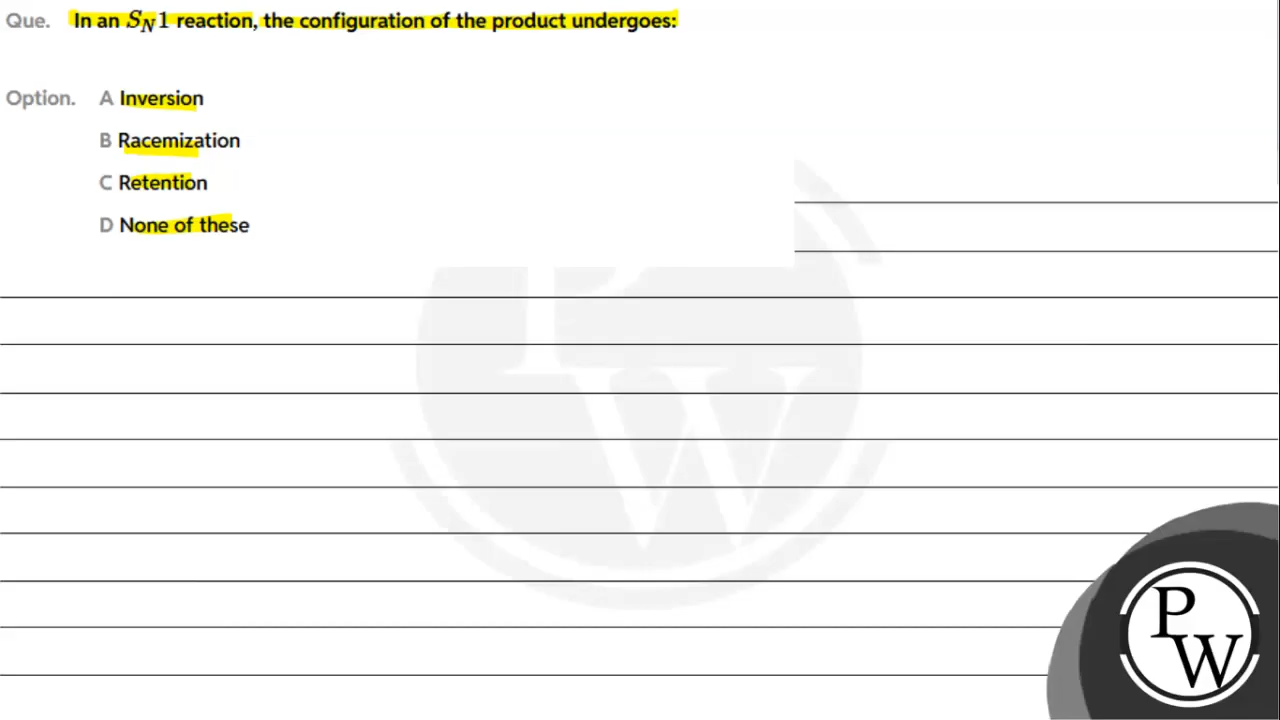 Que. In an S_N1 reaction, the configuration of the product undergoes:
Option. A Inversion
B Racemization
C Retention
D None of these
PW
PW